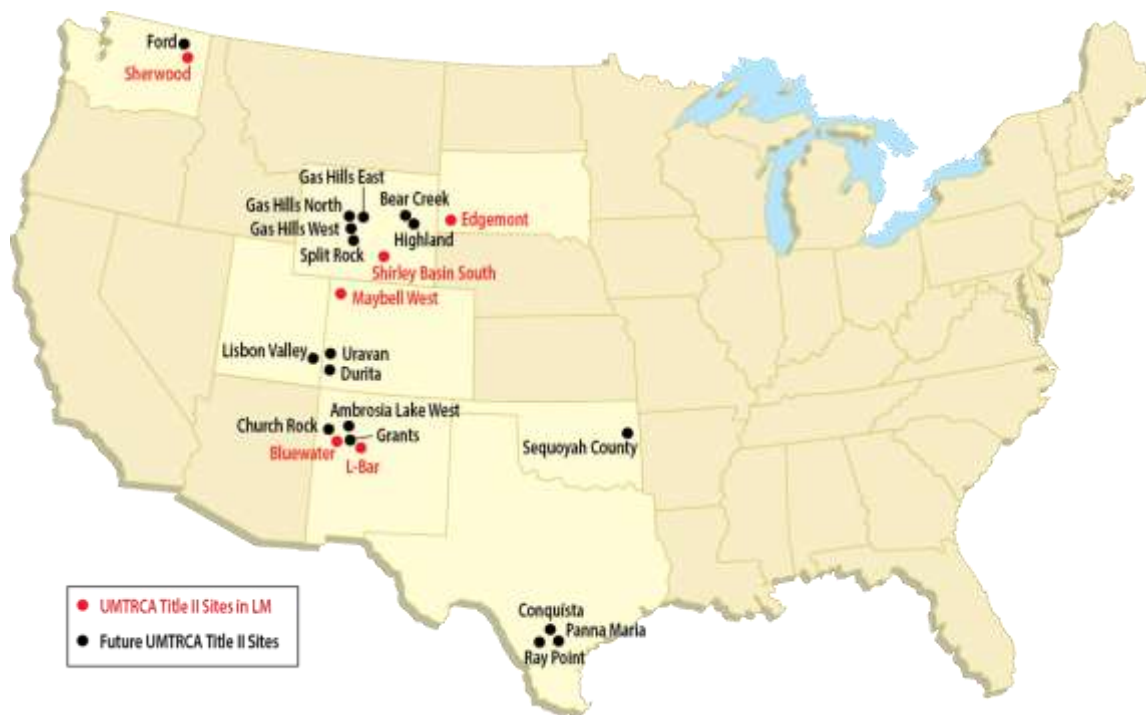 Ford
Sherwood
Gas Hills East
Gas Hills North
Bear Creek
Edgemont
Gas Hills West
Highland
Split Rock
Shirley Basin South
Maybell West
Lisbon Valley
Uravan
Durita
Ambrosia Lake West
Church Rock
Grants
Bluewater
L-Bar
Sequoyah County
Conquista
Panna Maria
Ray Point
UMTRCA Title II Sites in LM
Future UMTRCA Title II Sites